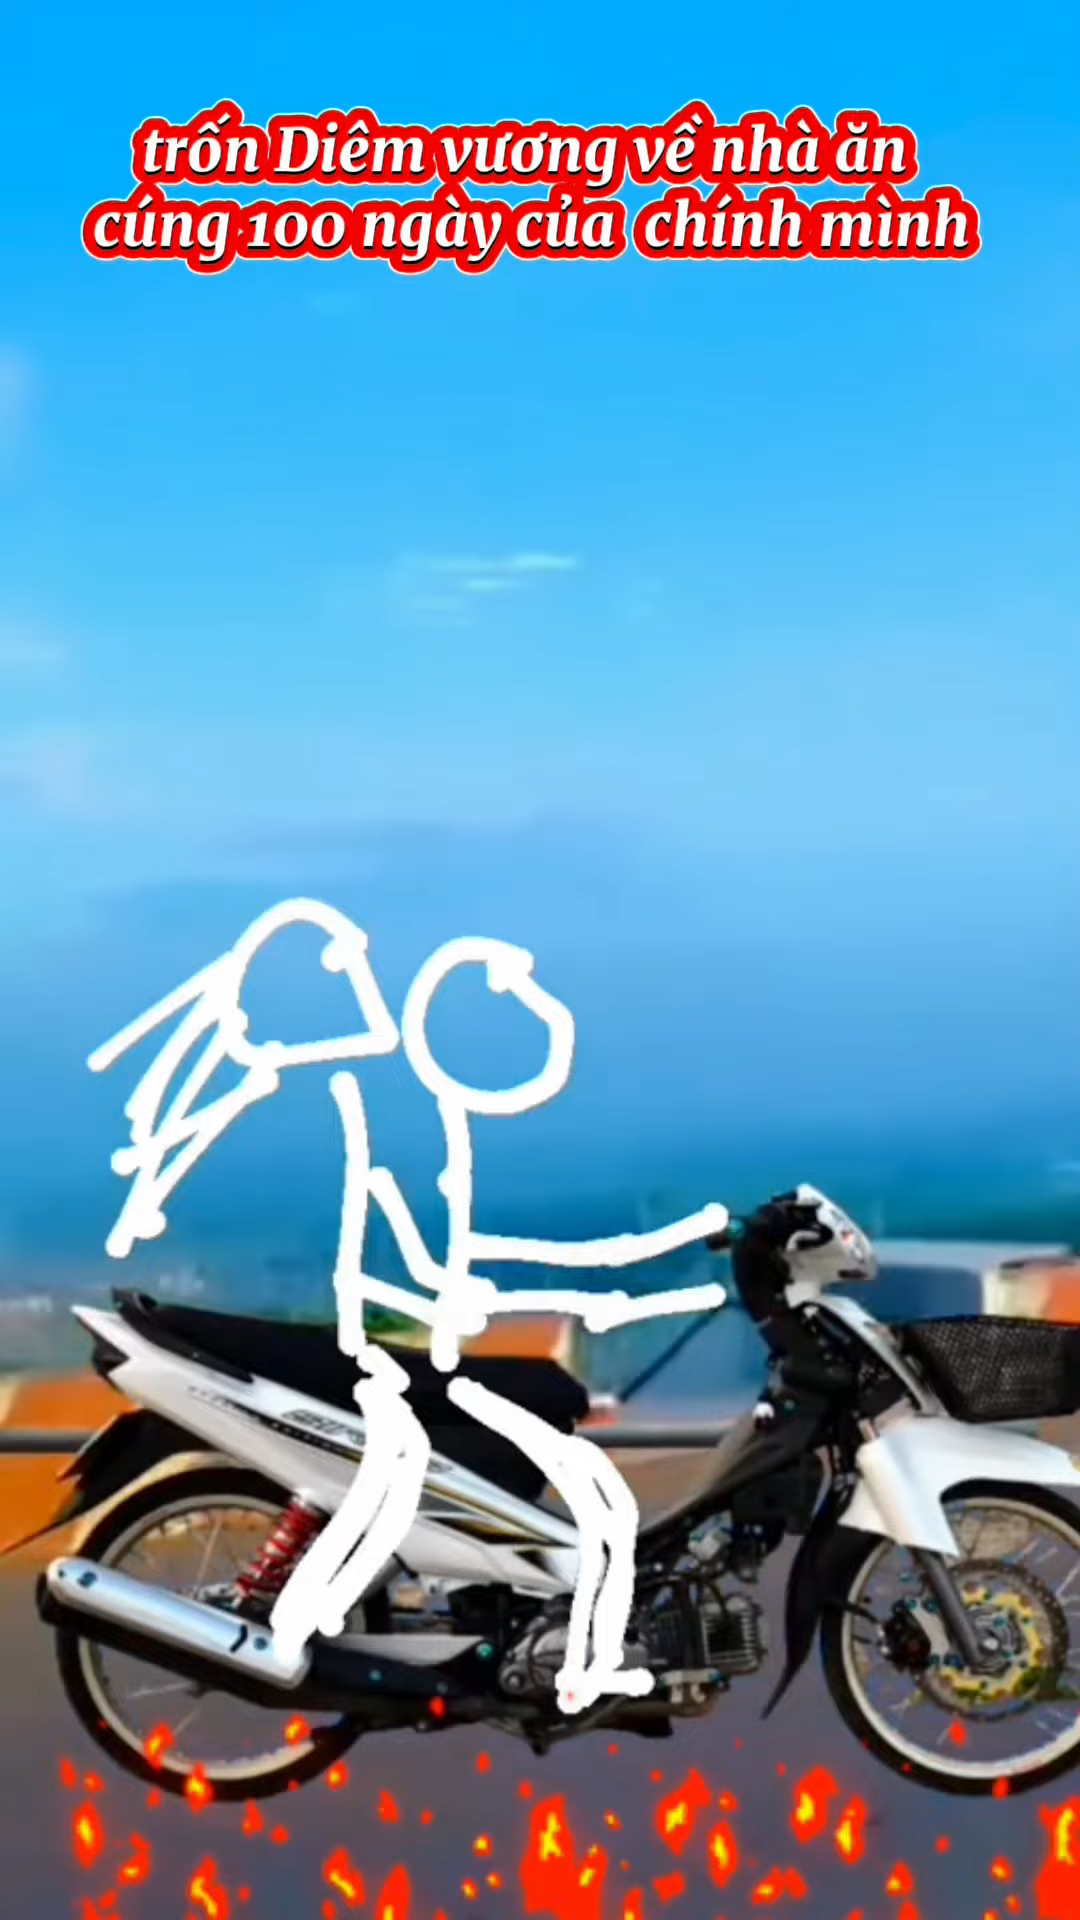 trốn Diêm vương về nhà ăn
cúng 100 ngày của chính mình